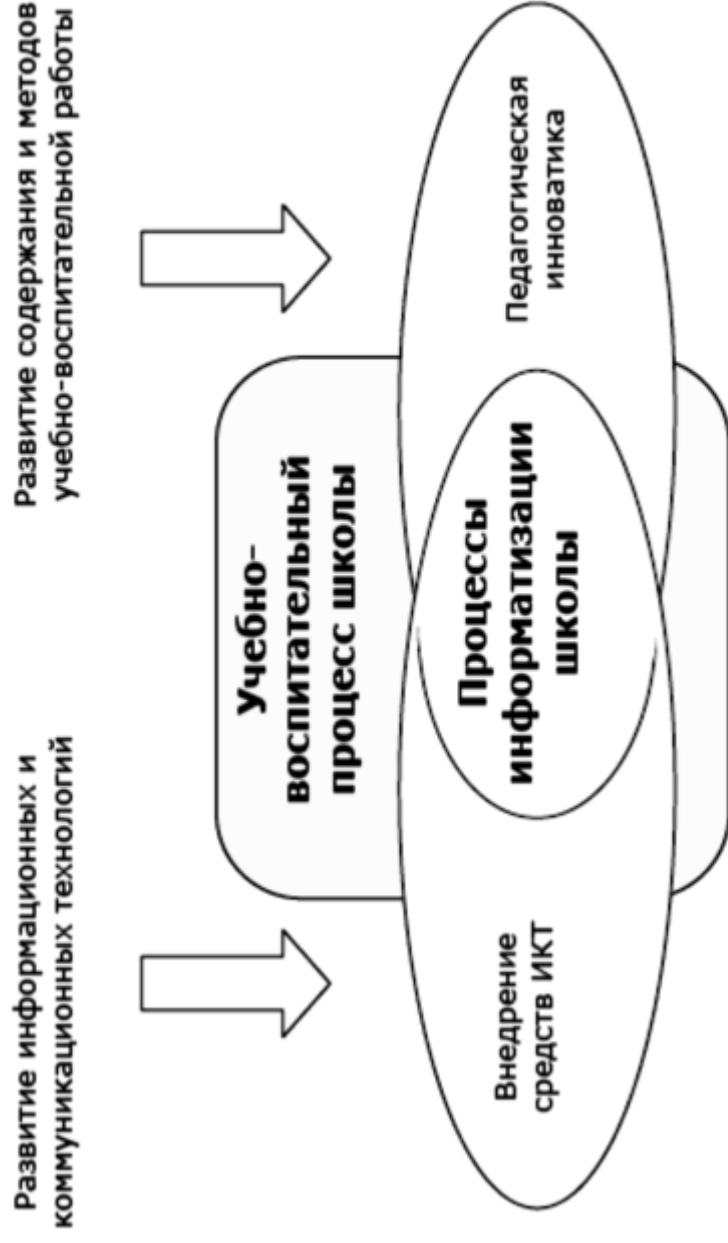 Развитие информационных и
коммуникационных технологий
Развитие содержания и методов
учебно-воспитательной работы
Учебно-
воспитательный
процесс школы
Внедрение
средств ИКТ
Процессы
информатизации
школы
Педагогическая
инноватика